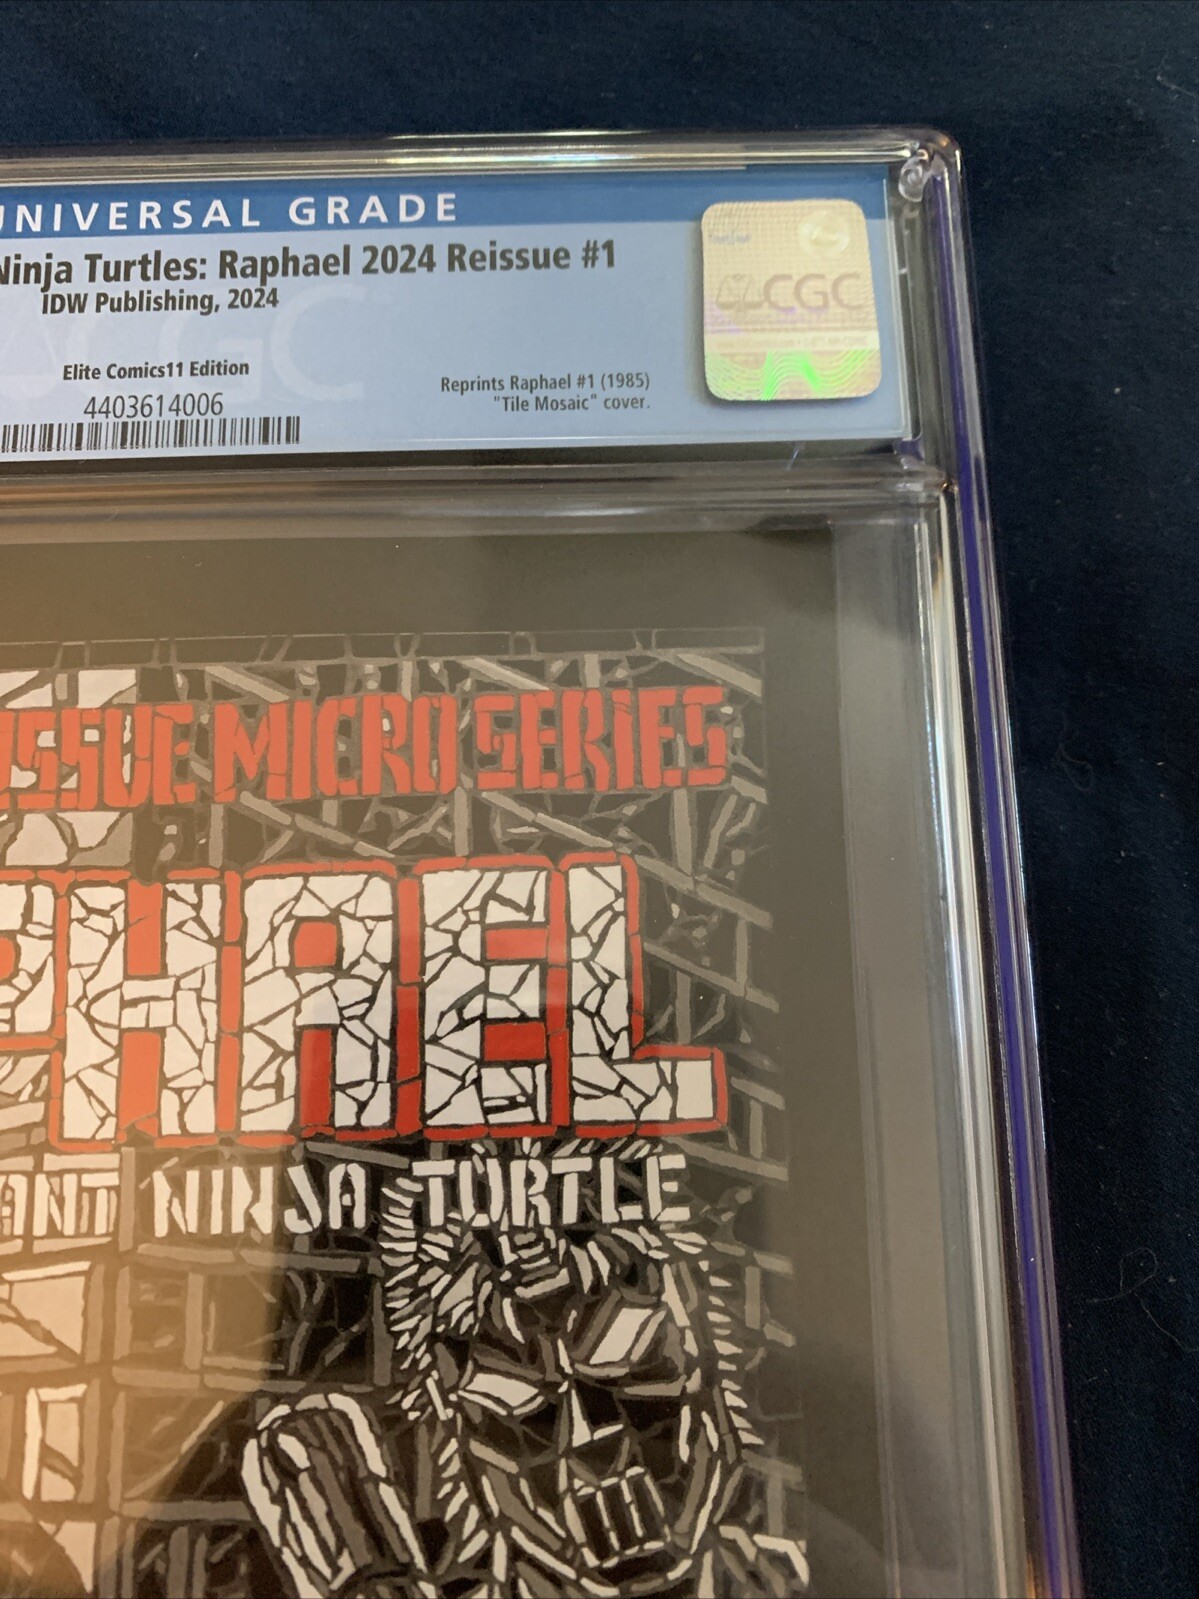 UNIVERSAL GRADE
Ninja Turtles: Raphael 2024 Reissue #1
IDW Publishing, 2024
Elite Comics11 Edition
4403614006
Reprints Raphael #1 (1985)
"Tile Mosaic" cover.
CGC
CGC
ISSUE MICRO SERIES
PHAEL
ANT NINJA TURTLE